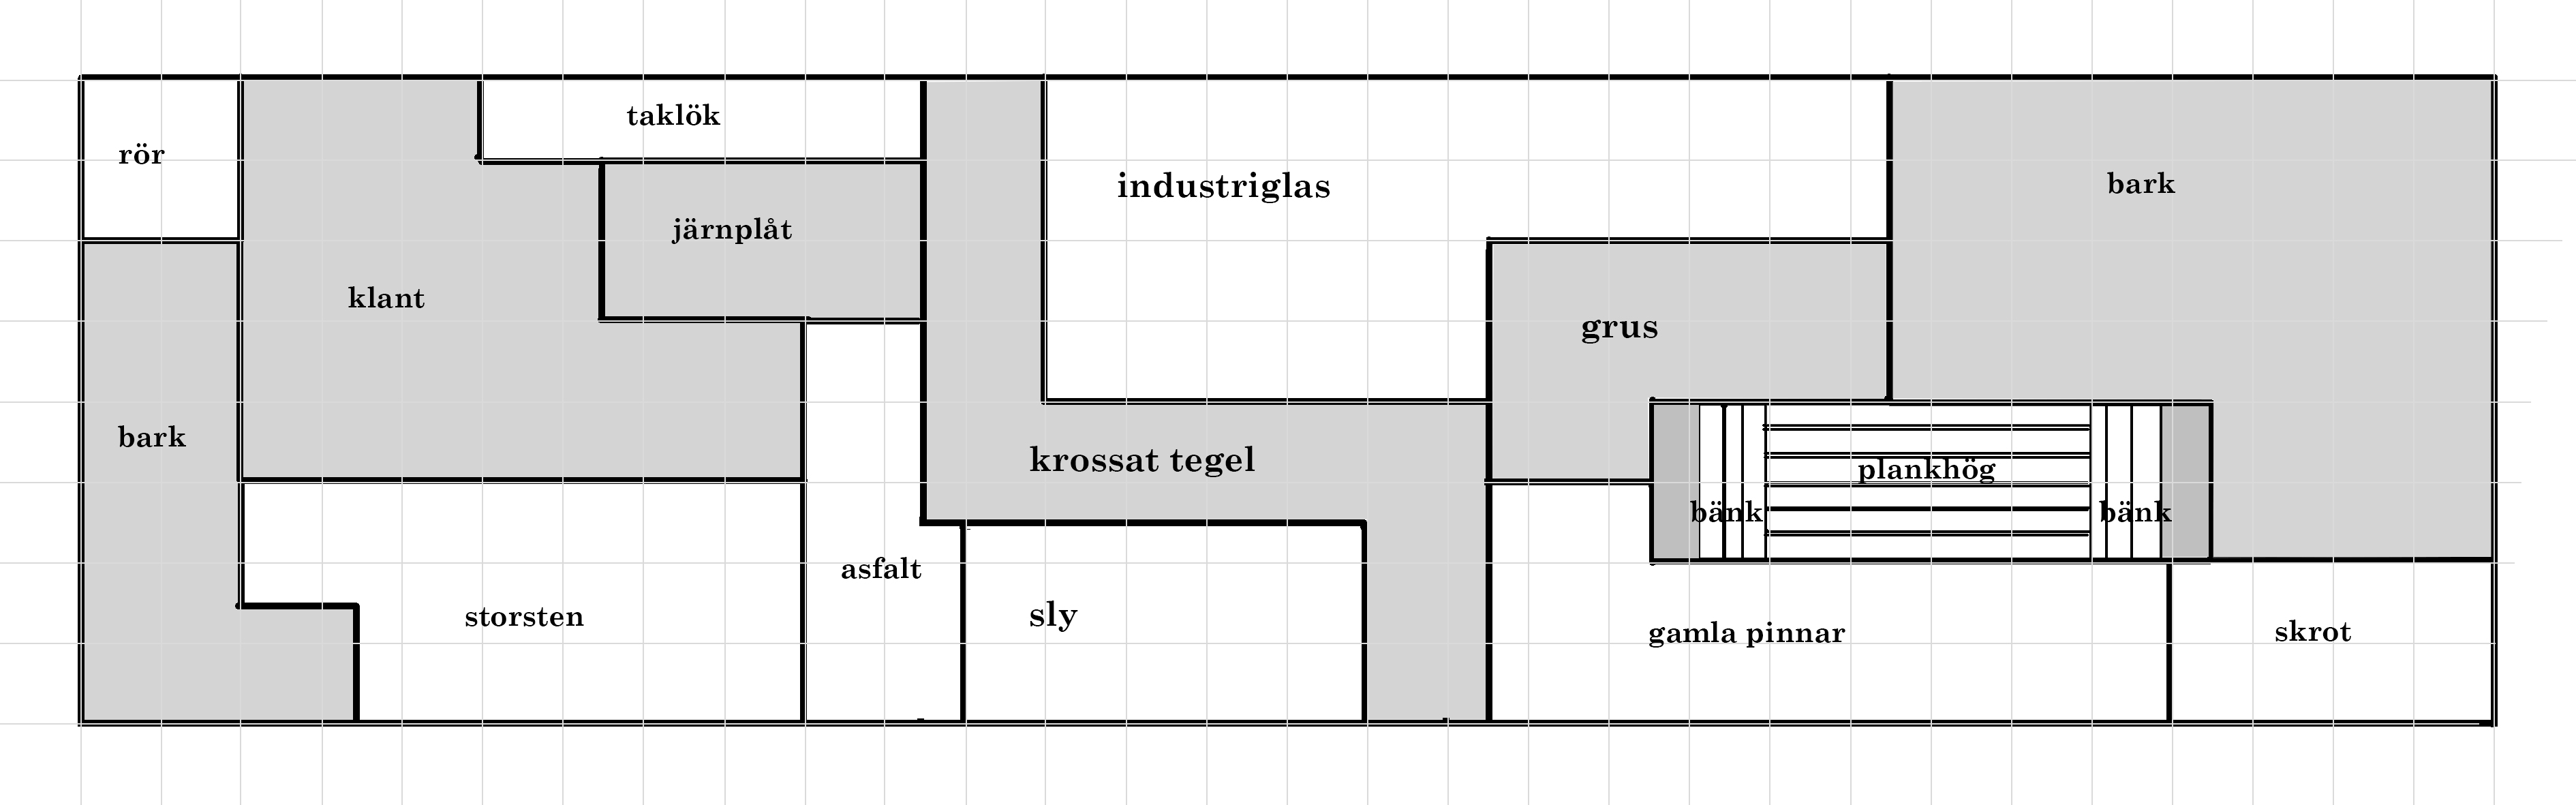 taklök
rör
industriglas
bark
järnplåt
klant
grus
bark
krossat tegel
plankhög
bänk
bänk
asfalt
storsten
sly
gamla pinnar
skrot